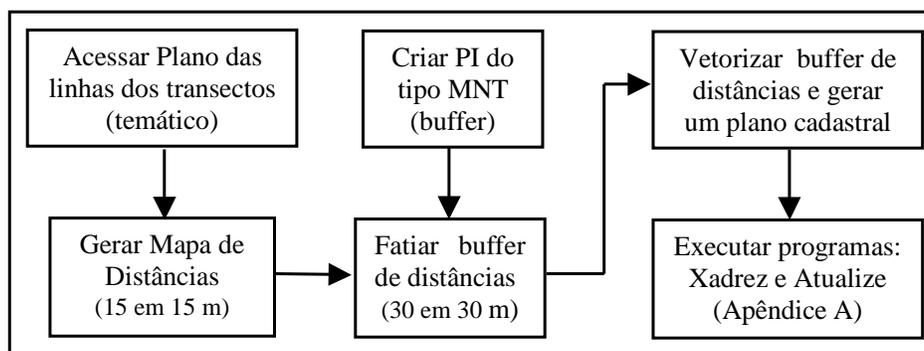 Acessar Plano das
linhas dos transectos
(temático)
Criar PI do
tipo MNT
(buffer)
Vetorizar buffer de
distâncias e gerar
um plano cadastral
Gerar Mapa de
Distâncias
(15 em 15 m)
Fatiar buffer
de distâncias
(30 em 30 m)
Executar programas:
Xadrez e Atualize
(Apêndice A)